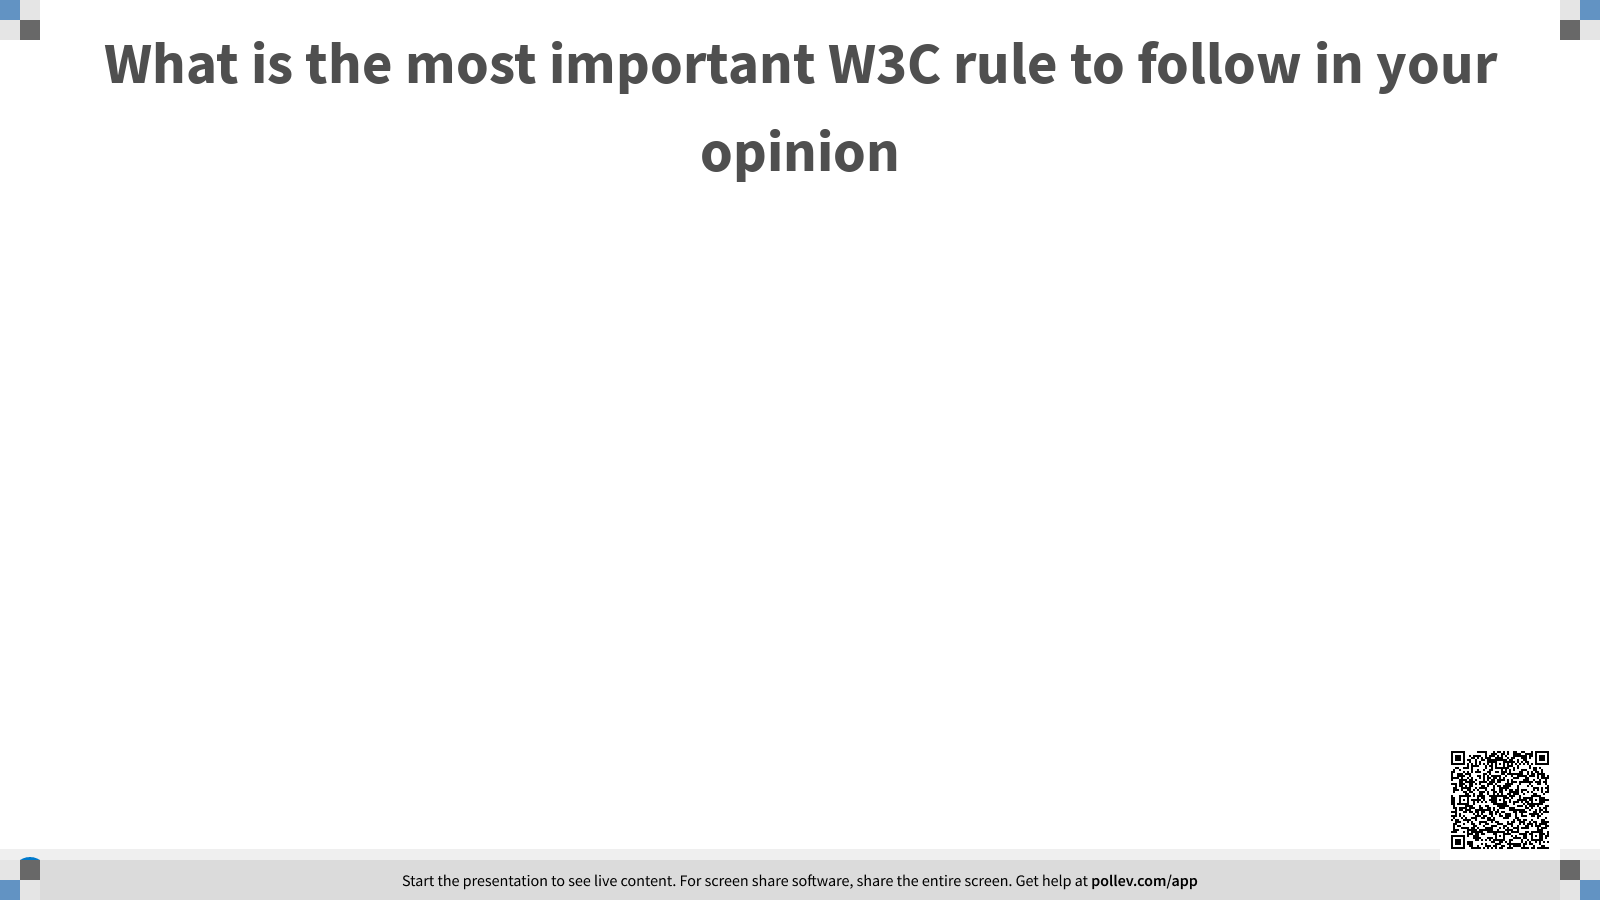 What is the most important W3C rule to follow in your
opinion
Start the presentation to see live content. For screen share software, share the entire screen. Get help at pollev.com/app